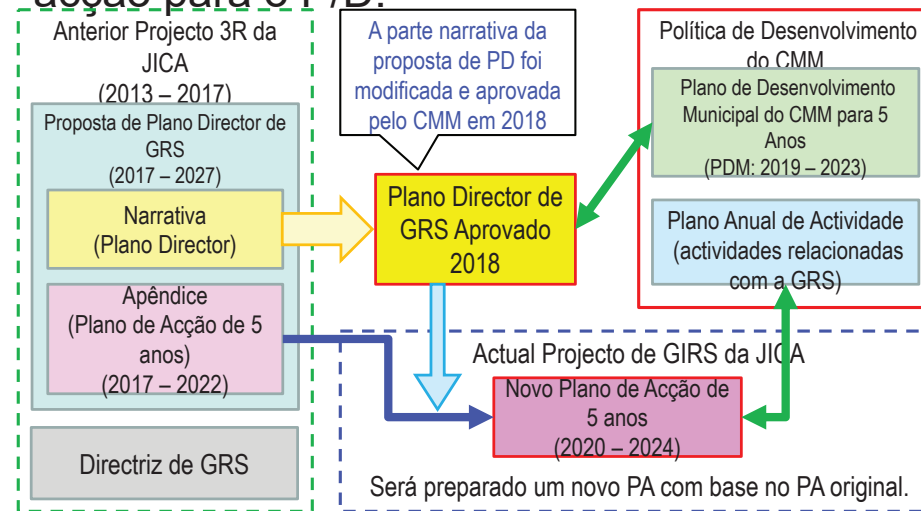 acção para o P/D.
Anterior Projecto 3R da
JICA
(2013 – 2017)
Proposta de Plano Director de
GRS
(2017 – 2027)
Narrativa
(Plano Director)
Apêndice
(Plano de Acção de 5
anos)
(2017 – 2022)
Directriz de GRS
A parte narrativa da
proposta de PD foi
modificada e aprovada
pelo CMM em 2018
Plano Director de
GRS Aprovado
2018
Política de Desenvolvimento
do CMM
Plano de Desenvolvimento
Municipal do CMM para 5
Anos
(PDM: 2019 – 2023)
Plano Anual de Actividade
(actividades relacionadas
com a GRS)
Actual Projecto de GIRS da JICA
Novo Plano de Acção de
5 anos
(2020 – 2024)
Será preparado um novo PA com base no PA original.